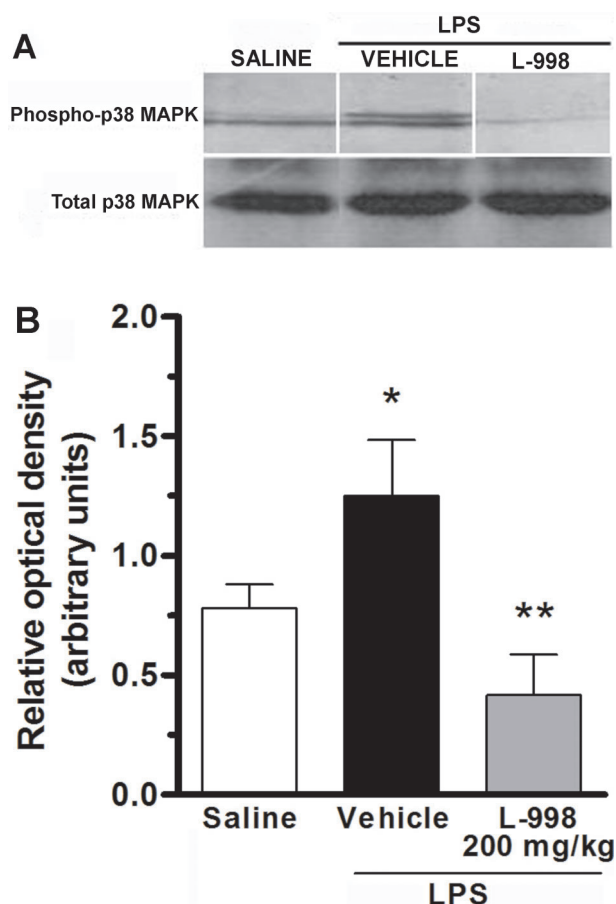 A
LPS
SALINE VEHICLE L-998
Phospho-p38 MAPK
Total p38 MAPK
B
Relative optical density
(arbitrary units)
2.0
1.5
1.0
0.5
0.0
*
**
Saline Vehicle L-998
200 mg/kg
LPS